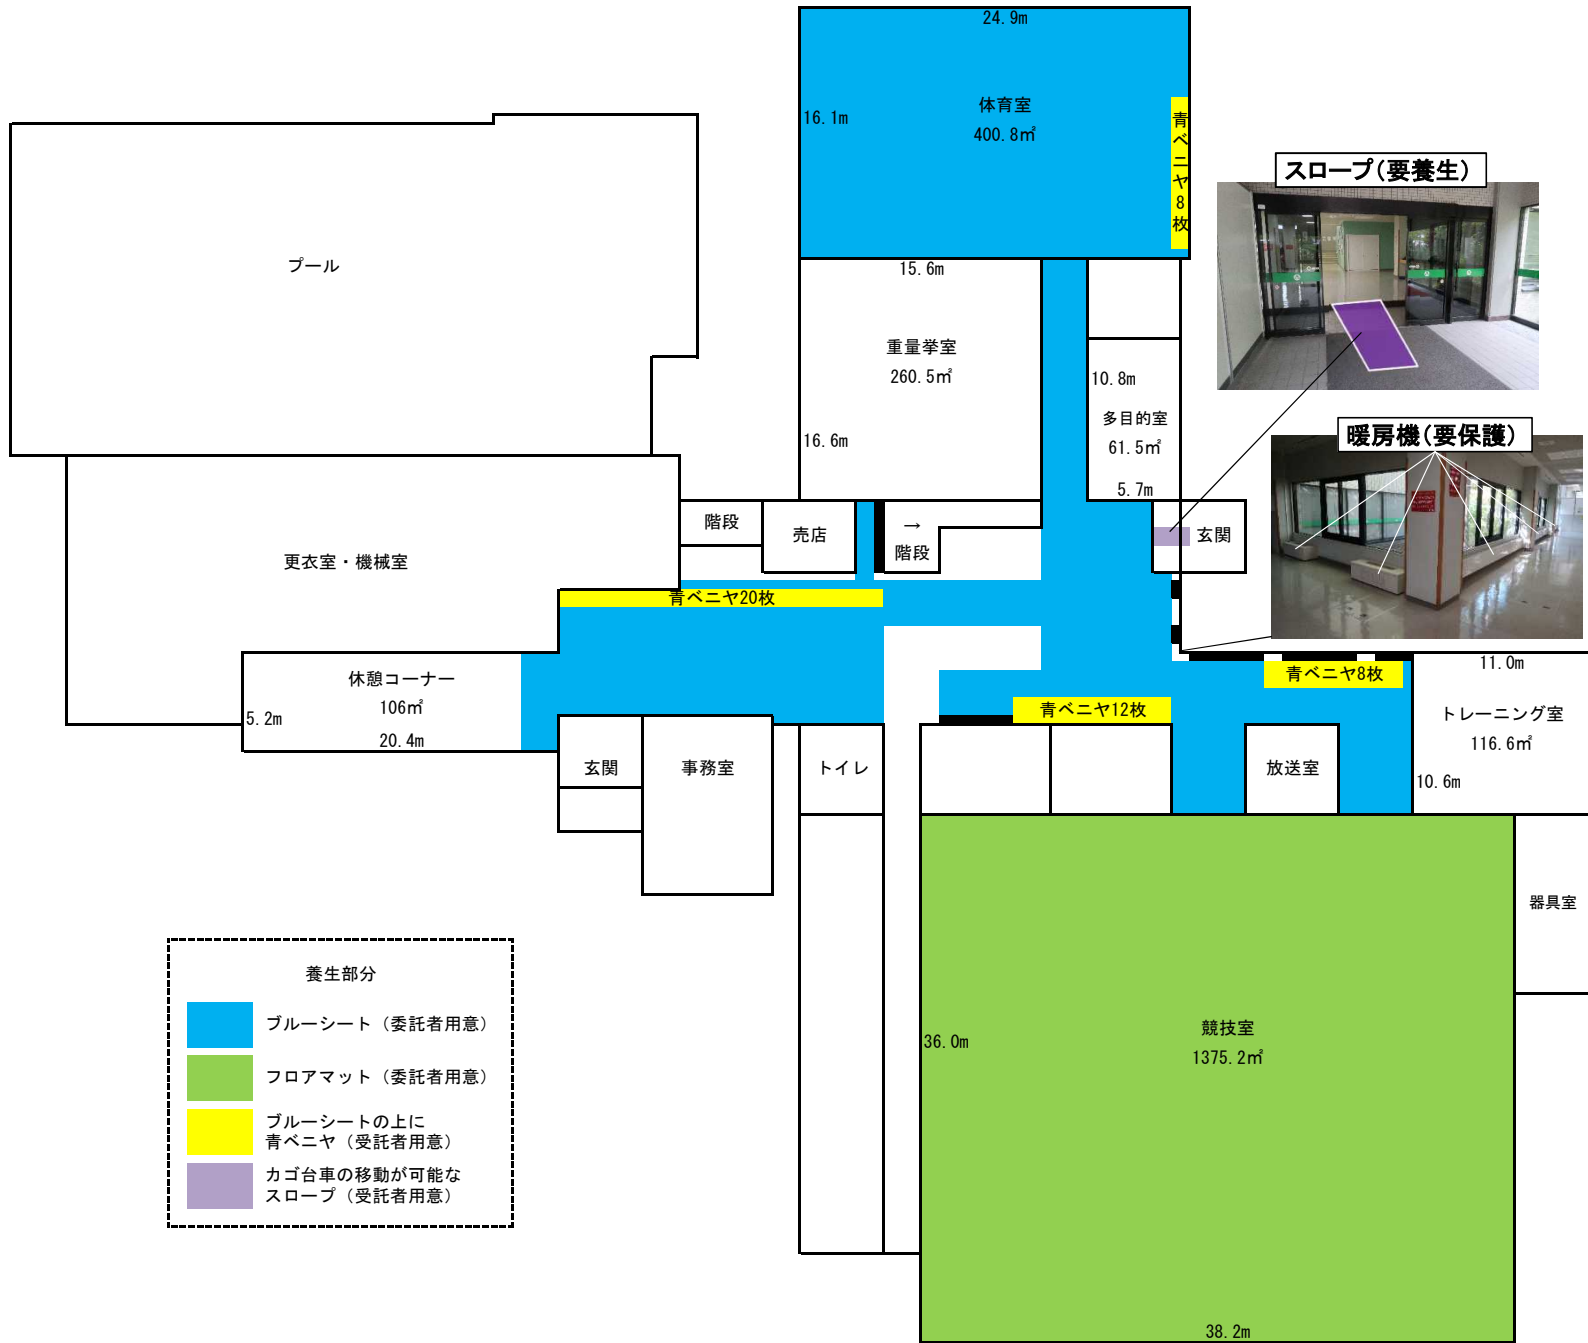 24.9m
体育室
16.1m
400.8㎡
青ベニヤ8枚
スロープ(要養生)
プール
15.6m
重量挙室
260.5㎡
16.6m
10.8m
多目的室
61.5㎡
5.7m
暖房機(要保護)
階段
売店
→
階段
玄関
更衣室・機械室
青ベニヤ20枚
休憩コーナー
106㎡
5.2m
20.4m
青ベニヤ8枚
青ベニヤ12枚
11.0m
トレーニング室
116.6㎡
10.6m
玄関
事務室
トイレ
放送室
器具室
競技室
1375.2㎡
36.0m
38.2m
養生部分
ブルーシート(委託者用意)
フロアマット(委託者用意)
ブルーシートの上に
青ベニヤ(受託者用意)
カゴ台車の移動が可能な
スロープ(受託者用意)